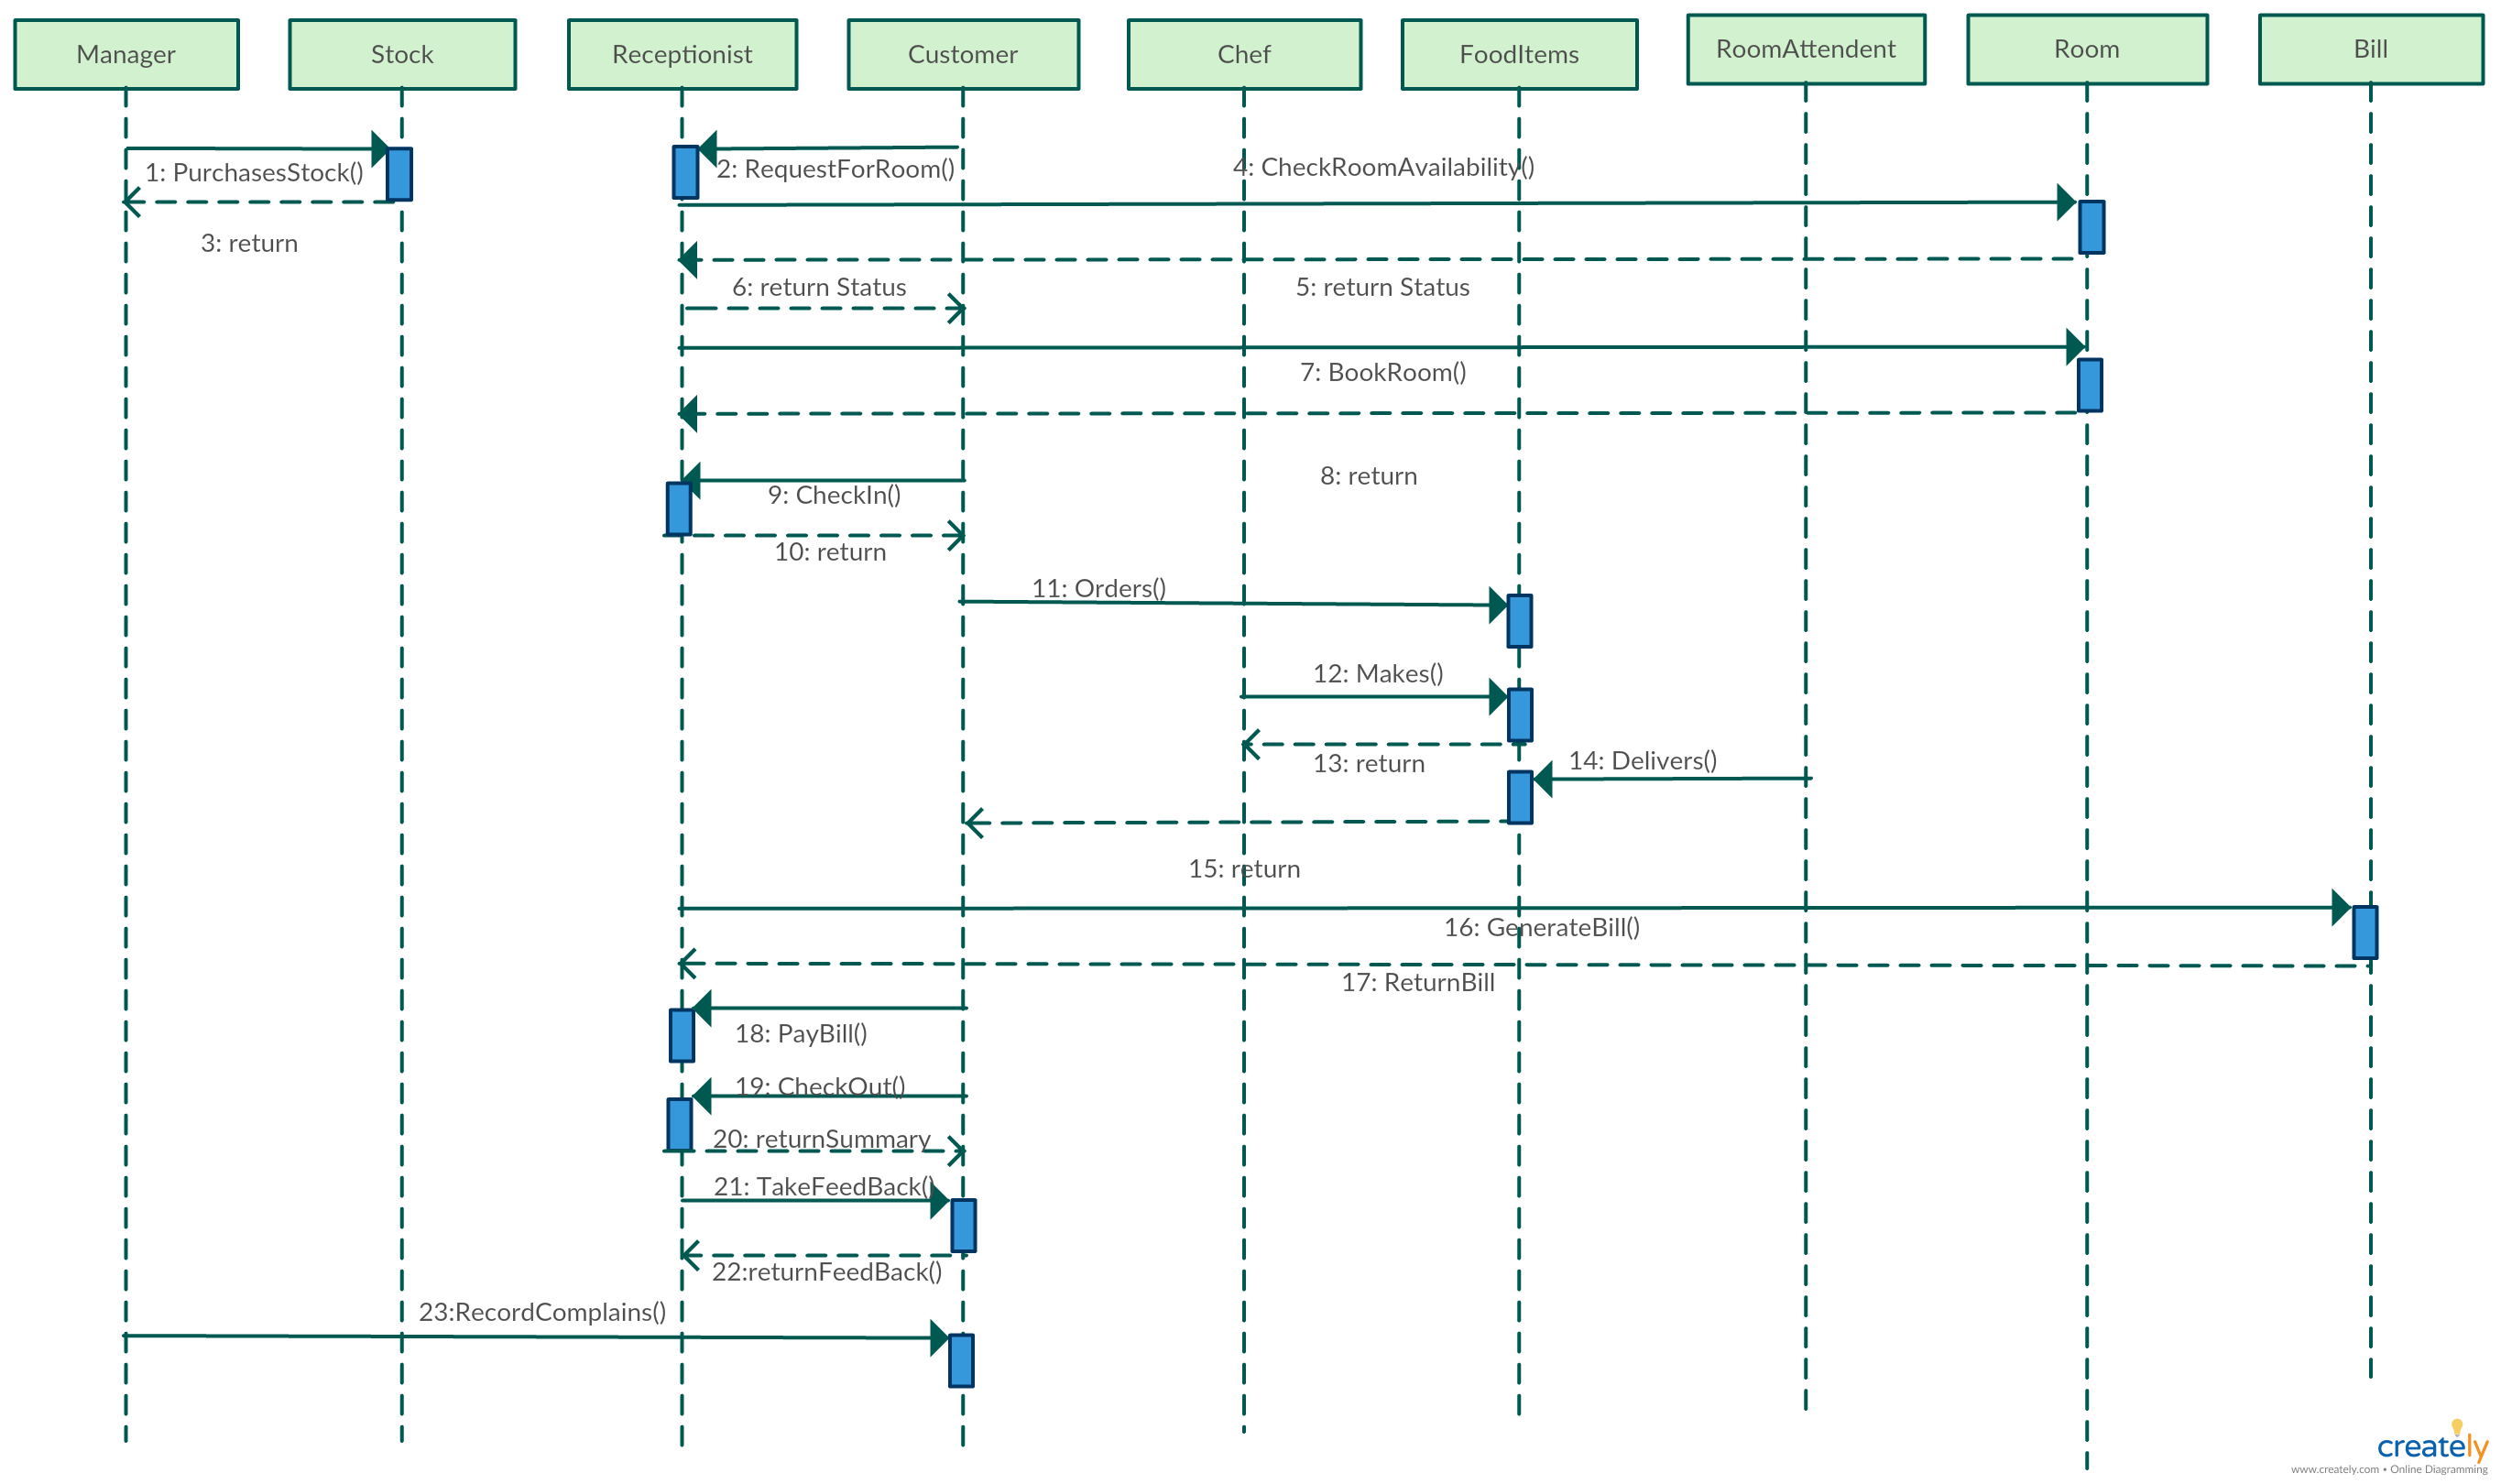 Manager
Stock
Receptionist
Customer
Chef
FoodItems
RoomAttendent
Room
Bill
1: PurchasesStock()
2: RequestForRoom()
4: CheckRoomAvailability()
3: return
6: return Status
5: return Status
7: BookRoom()
8: return
9: CheckIn()
10: return
11: Orders()
12: Makes()
13: return
14: Delivers()
15: return
16: GenerateBill()
17: ReturnBill
18: PayBill()
19: CheckOut()
20: returnSummary
21: TakeFeedBack()
22:returnFeedBack()
23:RecordComplains()
creately
www.creately.com • Online Diagramming